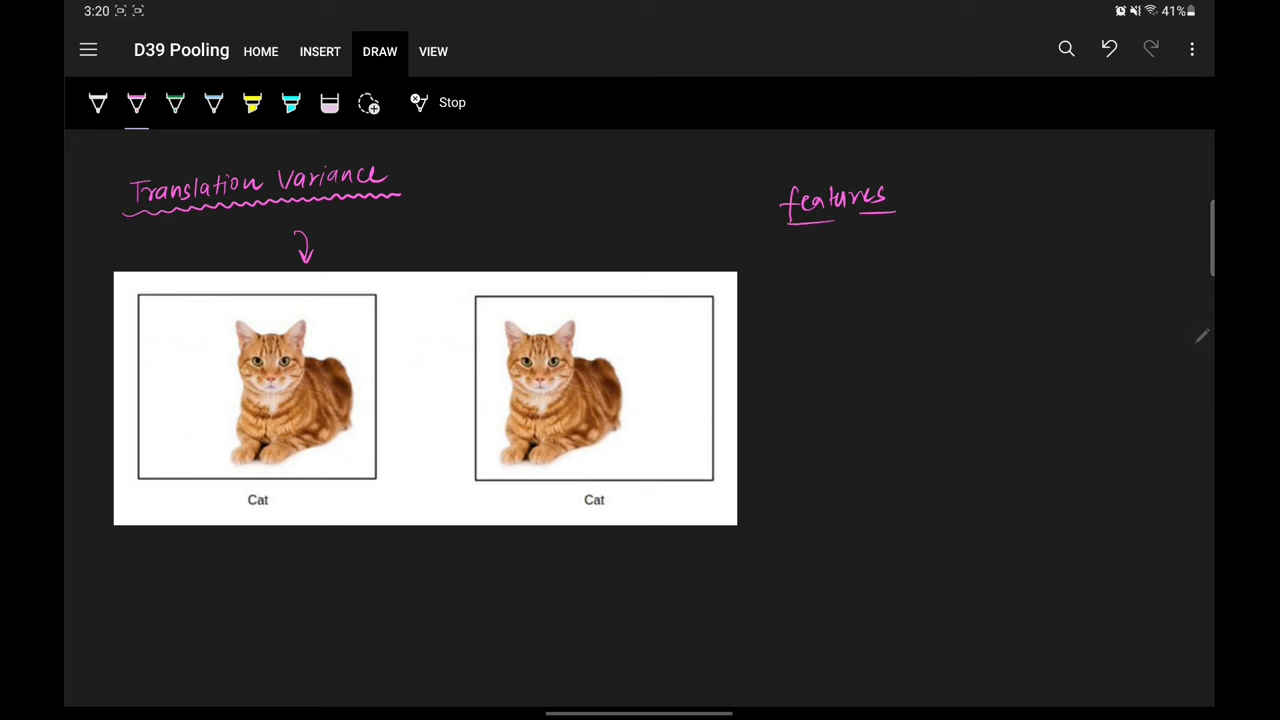 3:20
41%
D39 Pooling
HOME
INSERT
DRAW
VIEW
Stop
Translation Variance
features
Cat
Cat